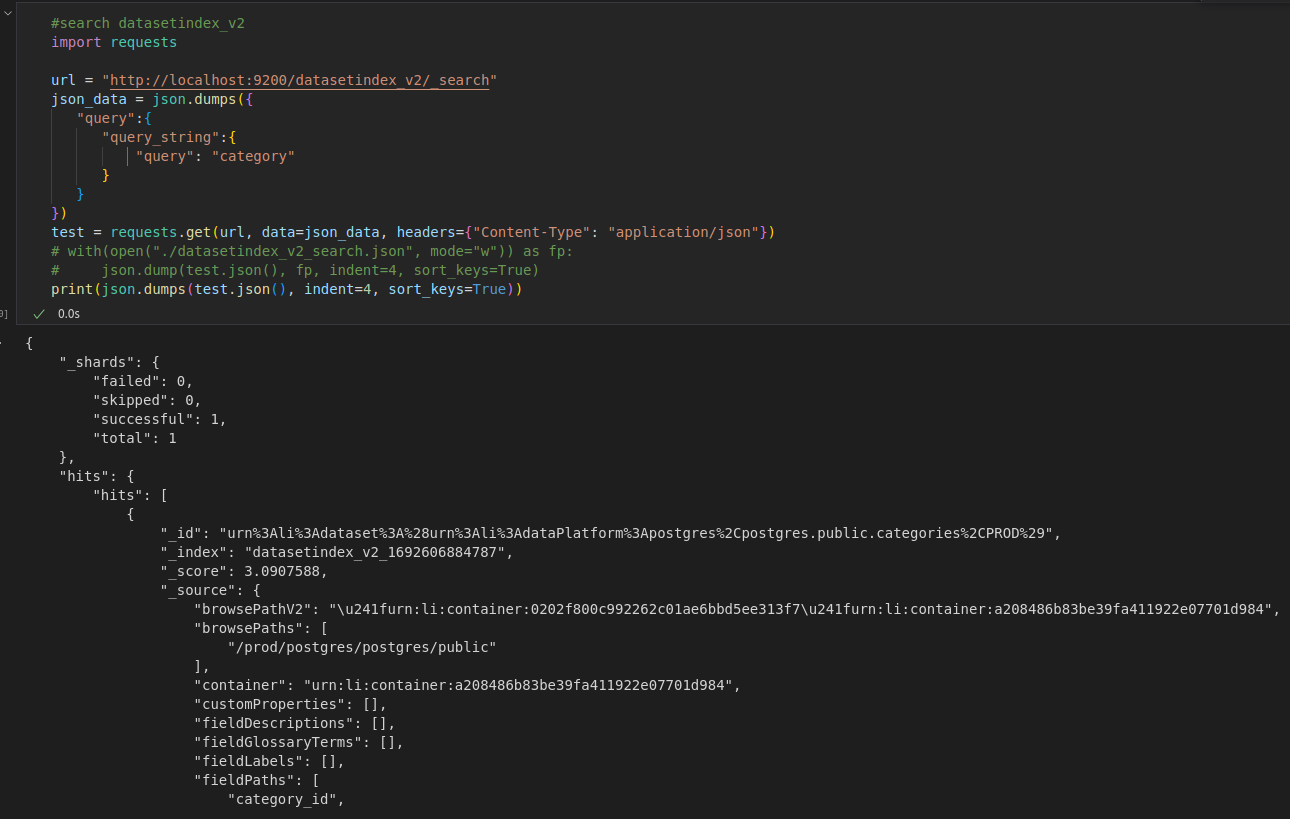 #search datasetindex_v2
import requests
url = "http://localhost:9200/datasetindex_v2/_search"
json_data = json.dumps({
    "query":{
        "query_string":{
            "query": "category"
        }
    }
})
test = requests.get(url, data=json_data, headers={"Content-Type": "application/json"})
# with(open("./datasetindex_v2_search.json", mode="w")) as fp:
#     json.dump(test.json(), fp, indent=4, sort_keys=True)
print(json.dumps(test.json(), indent=4, sort_keys=True))
0.0s
{
    "_shards": {
        "failed": 0,
        "skipped": 0,
        "successful": 1,
        "total": 1
    },
    "hits": {
        "hits": [
            {
                "_id": "urn%3Ali%3Adataset%3A%28urn%3Ali%3AdataPlatform%3Apostgres%2Cpostgres.public.categories%2CPROD%29",
                "_index": "datasetindex_v2_1692606884787",
                "_score": 3.0907588,
                "_source": {
                    "browsePathV2": "\u241furn:li:container:0202f800c992262c01ae6bbd5ee313f7\u241furn:li:container:a208486b83be39fa411922e07701d984",
                    "browsePaths": [
                        "/prod/postgres/postgres/public"
                    ],
                    "container": "urn:li:container:a208486b83be39fa411922e07701d984",
                    "customProperties": [],
                    "fieldDescriptions": [],
                    "fieldGlossaryTerms": [],
                    "fieldLabels": [],
                    "fieldPaths": [
                        "category_id",